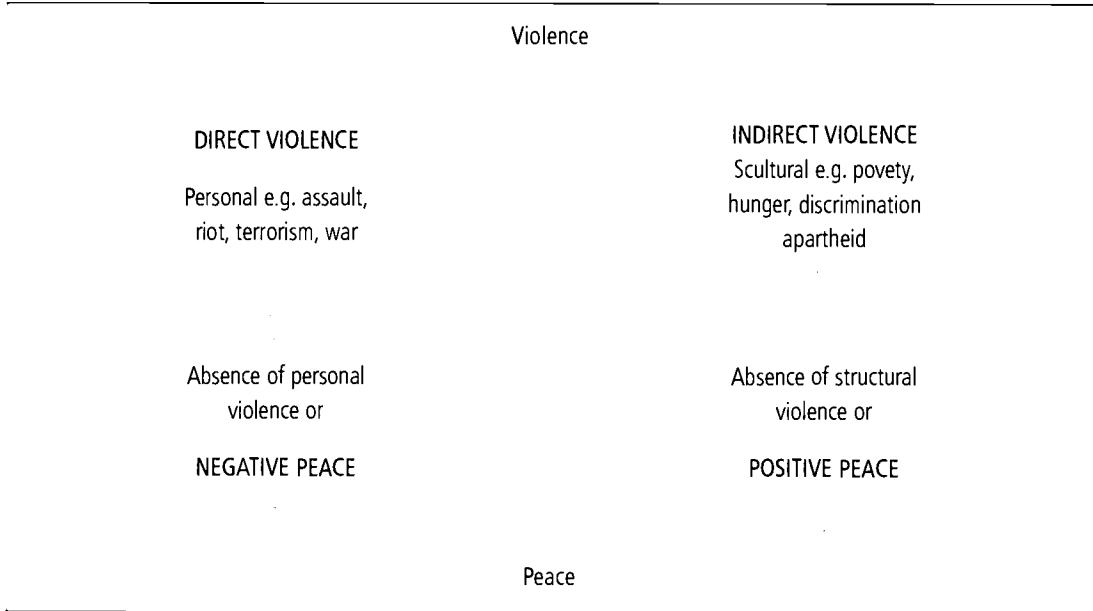 Violence
DIRECT VIOLENCE
Personal e.g. assault,
riot, terrorism, war
INDIRECT VIOLENCE
Scultural e.g. povety,
hunger, discrimination
apartheid
Absence of personal
violence or
NEGATIVE PEACE
Absence of structural
violence or
POSITIVE PEACE
Peace